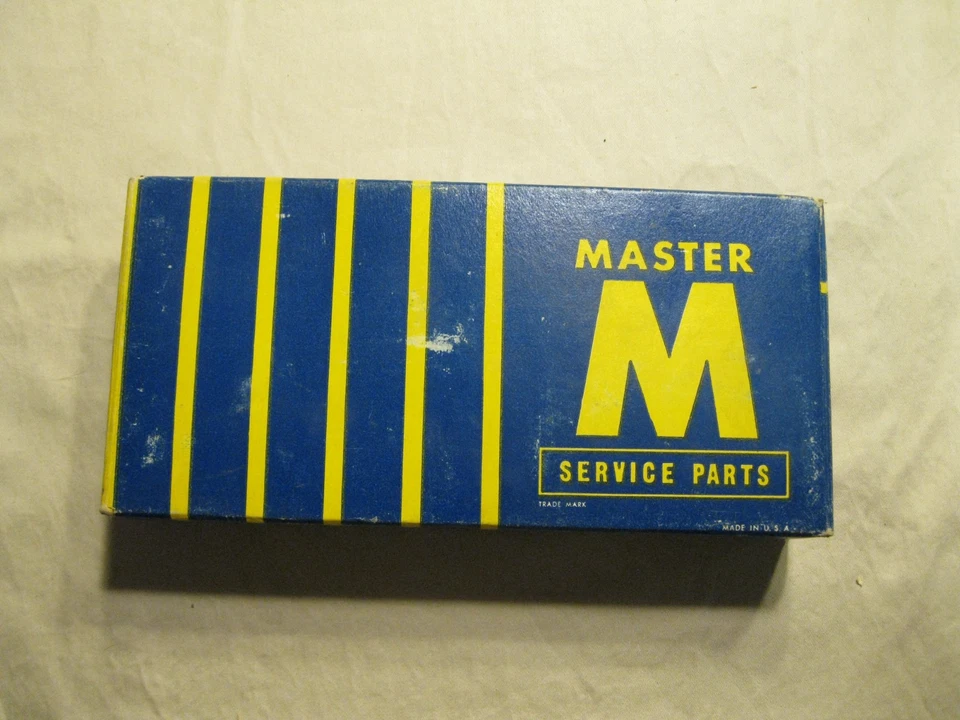 MASTER
M
SERVICE PARTS
TRADE MARK
MADE IN U.S.A.